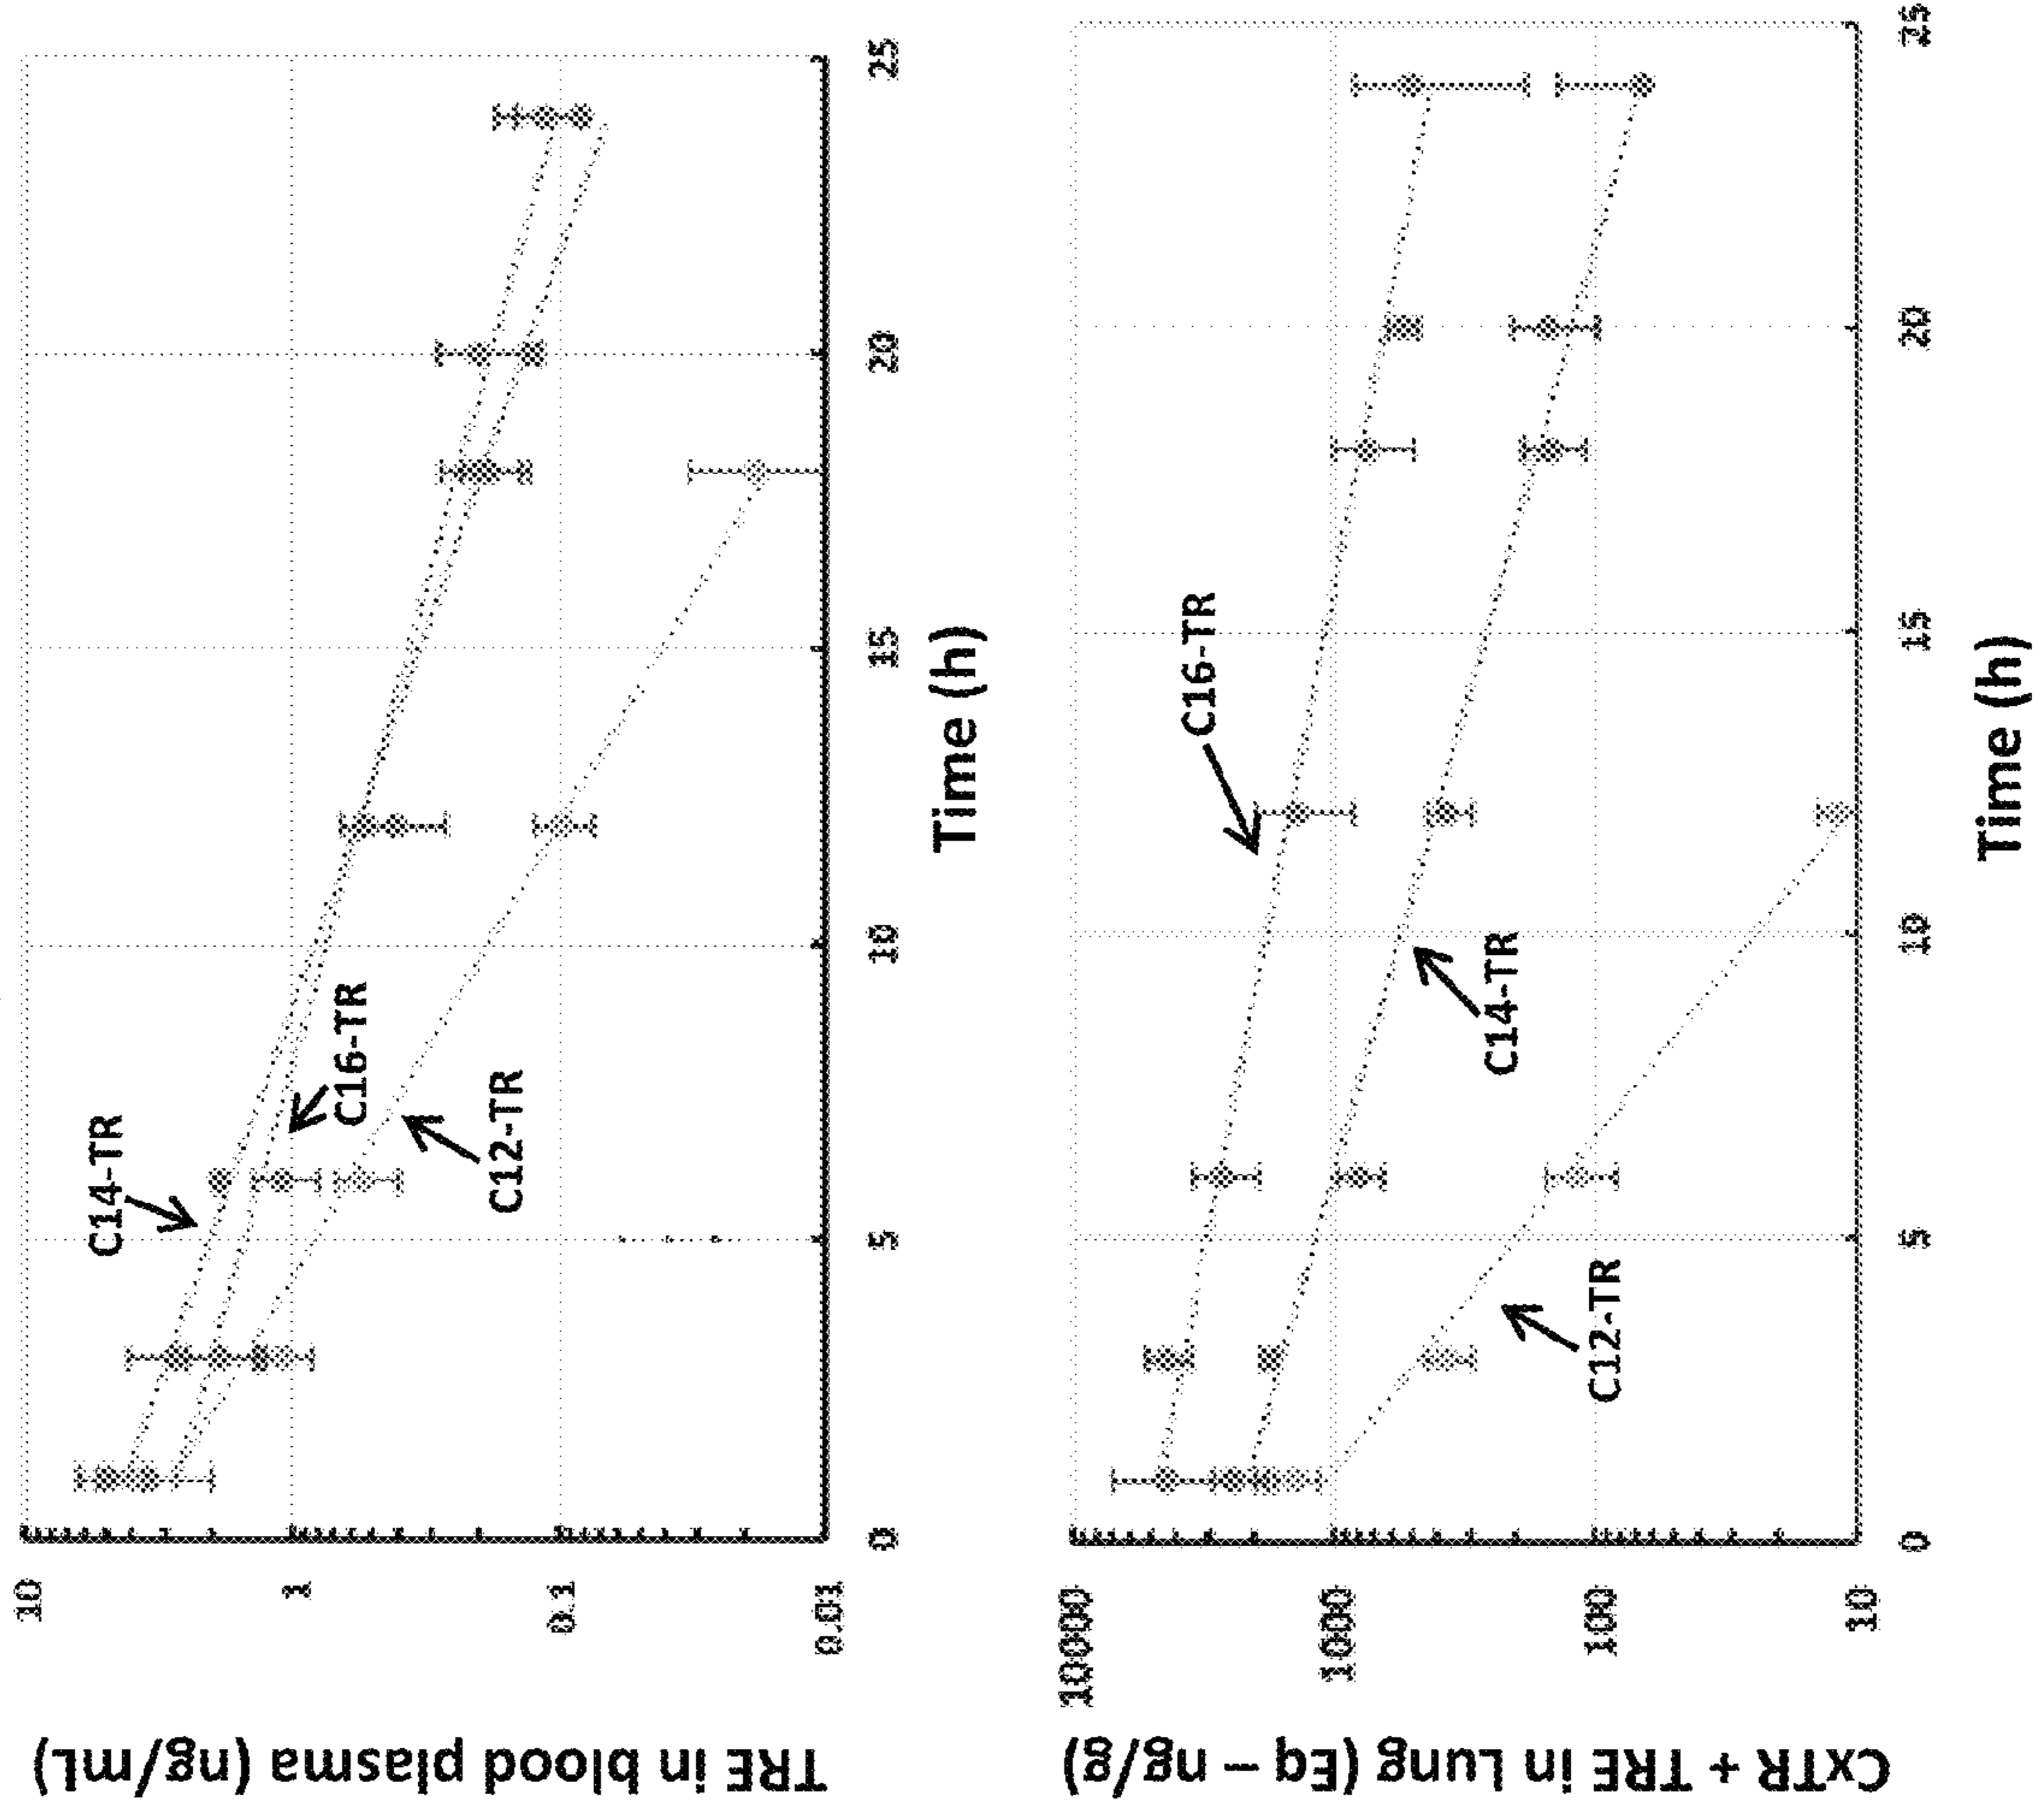 TRE in blood plasma (ng/mL)
10
1
0.1
0.01
C14-TR
C16-TR
C12-TR
0
5
10
15
20
25
Time (h)
CxTR + TRE in Lung (Eq – ng/g)
10000
1000
100
10
C16-TR
C14-TR
C12-TR
0
5
10
15
20
25
Time (h)